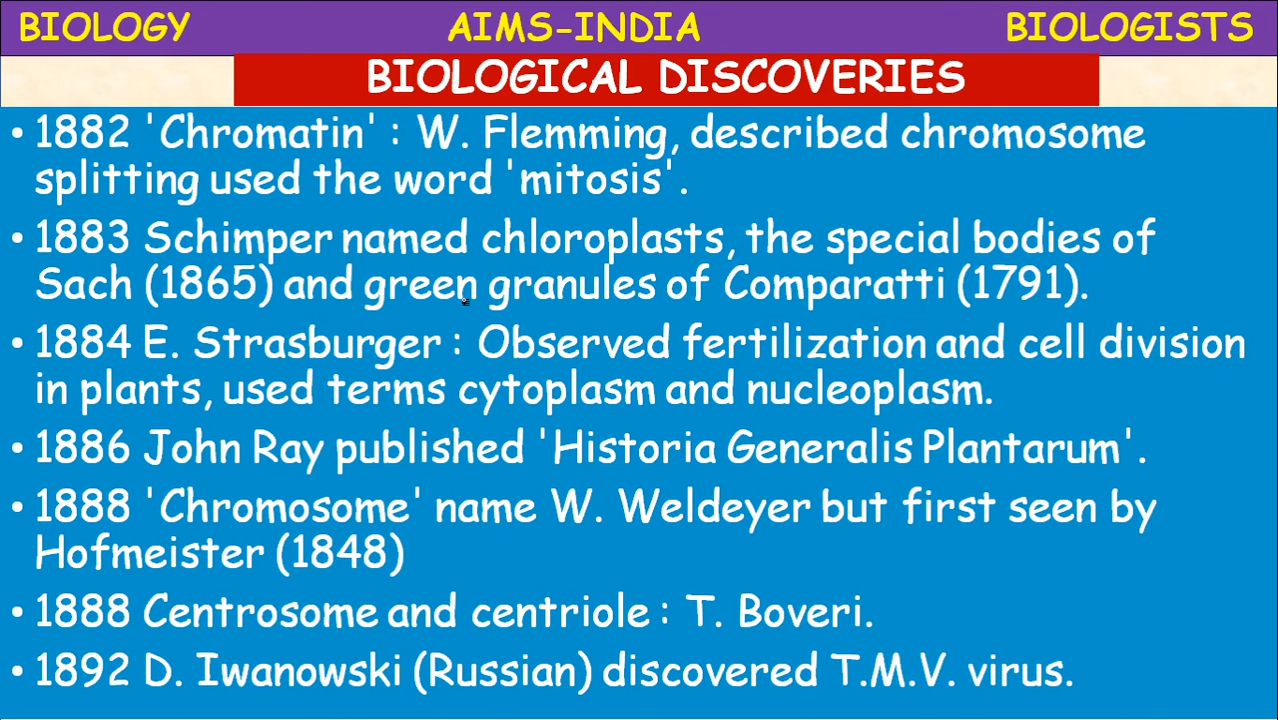 BIOLOGY AIMS-INDIA BIOLOGISTS
BIOLOGICAL DISCOVERIES
• 1882 'Chromatin' : W. Flemming, described chromosome
splitting used the word 'mitosis'.
• 1883 Schimper named chloroplasts, the special bodies of
Sach (1865) and green granules of Comparatti (1791).
• 1884 E. Strasburger : Observed fertilization and cell division
in plants, used terms cytoplasm and nucleoplasm.
• 1886 John Ray published 'Historia Generalis Plantarum'.
• 1888 'Chromosome' name W. Weldeyer but first seen by
Hofmeister (1848)
• 1888 Centrosome and centriole : T. Boveri.
• 1892 D. Iwanowski (Russian) discovered T.M.V. virus.